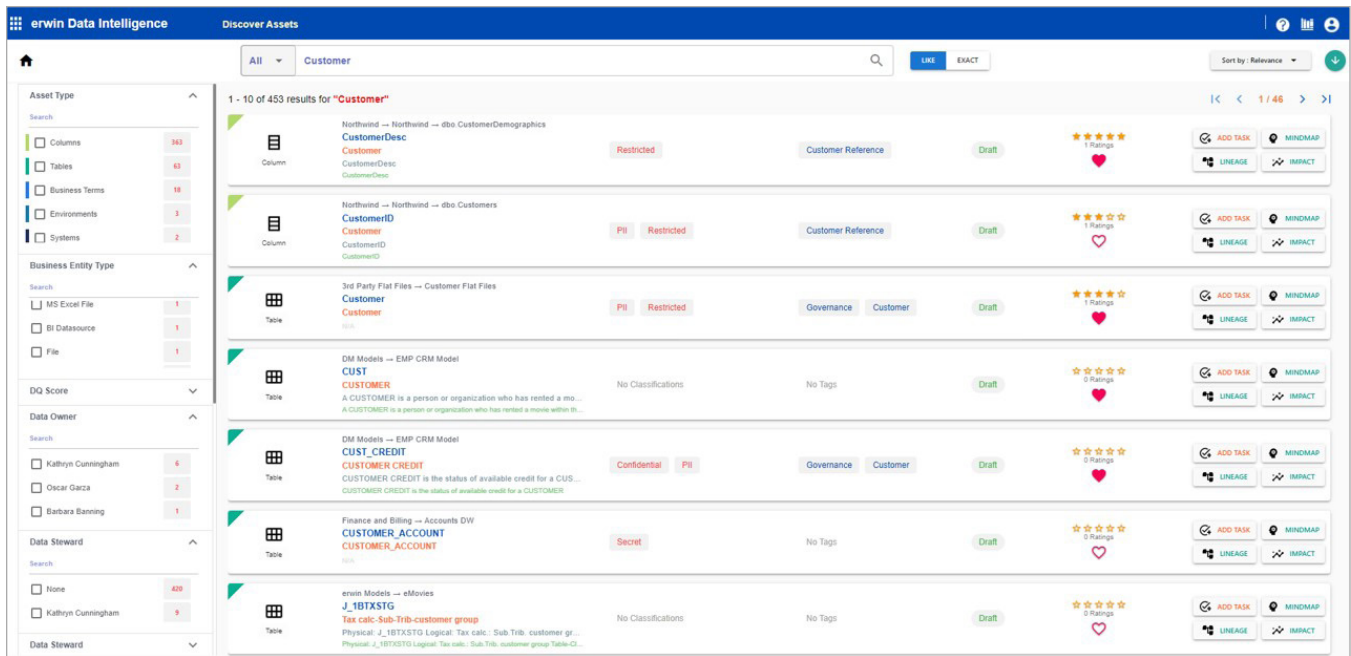 erwin Data Intelligence
Discover Assets
All
Customer
LIKE
EXACT
Sort by : Relevance
Asset Type
Search
Columns 363
Tables 63
Business Terms 18
Environments 3
Systems 2
Business Entity Type
Search
MS Excel File 1
BI Datasource 1
File 1
DQ Score
Data Owner
Search
Kathryn Cunningham 6
Oscar Garza 2
Barbara Banning 1
Data Steward
Search
None 420
Kathryn Cunningham 9
Data Steward
1 - 10 of 453 results for "Customer"
1 / 46
Northwind → Northwind → dbo.CustomerDemographics
Column
CustomerDesc
Customer
CustomerDesc
CustomerDesc
Restricted
Customer Reference
Draft
1 Ratings
ADD TASK
MINDMAP
LINEAGE
IMPACT
Northwind → Northwind → dbo.Customers
Column
CustomerID
Customer
CustomerID
CustomerID
PII
Restricted
Customer Reference
Draft
1 Ratings
ADD TASK
MINDMAP
LINEAGE
IMPACT
3rd Party Flat Files → Customer Flat Files
Table
Customer
Customer
N/A
PII
Restricted
Governance
Customer
Draft
1 Ratings
ADD TASK
MINDMAP
LINEAGE
IMPACT
DM Models → EMP CRM Model
Table
CUST
CUSTOMER
A CUSTOMER is a person or organization who has rented a mo...
A CUSTOMER is a person or organization who has rented a movie within th...
No Classifications
No Tags
Draft
0 Ratings
ADD TASK
MINDMAP
LINEAGE
IMPACT
DM Models → EMP CRM Model
Table
CUST_CREDIT
CUSTOMER CREDIT
CUSTOMER CREDIT is the status of available credit for a CUS...
CUSTOMER CREDIT is the status of available credit for a CUSTOMER
Confidential
PII
Governance
Customer
Draft
0 Ratings
ADD TASK
MINDMAP
LINEAGE
IMPACT
Finance and Billing → Accounts DW
Table
CUSTOMER_ACCOUNT
CUSTOMER_ACCOUNT
N/A
Secret
No Tags
Draft
0 Ratings
ADD TASK
MINDMAP
LINEAGE
IMPACT
erwin Models → eMovies
Table
J_1BTXSTG
Tax calc-Sub-Trib-customer group
Physical: J_1BTXSTG Logical: Tax calc.: Sub.Trib. customer gr...
Physical: J_1BTXSTG Logical: Tax calc.: Sub.Trib. customer group Table-Cl...
No Classifications
No Tags
Draft
0 Ratings
ADD TASK
MINDMAP
LINEAGE
IMPACT